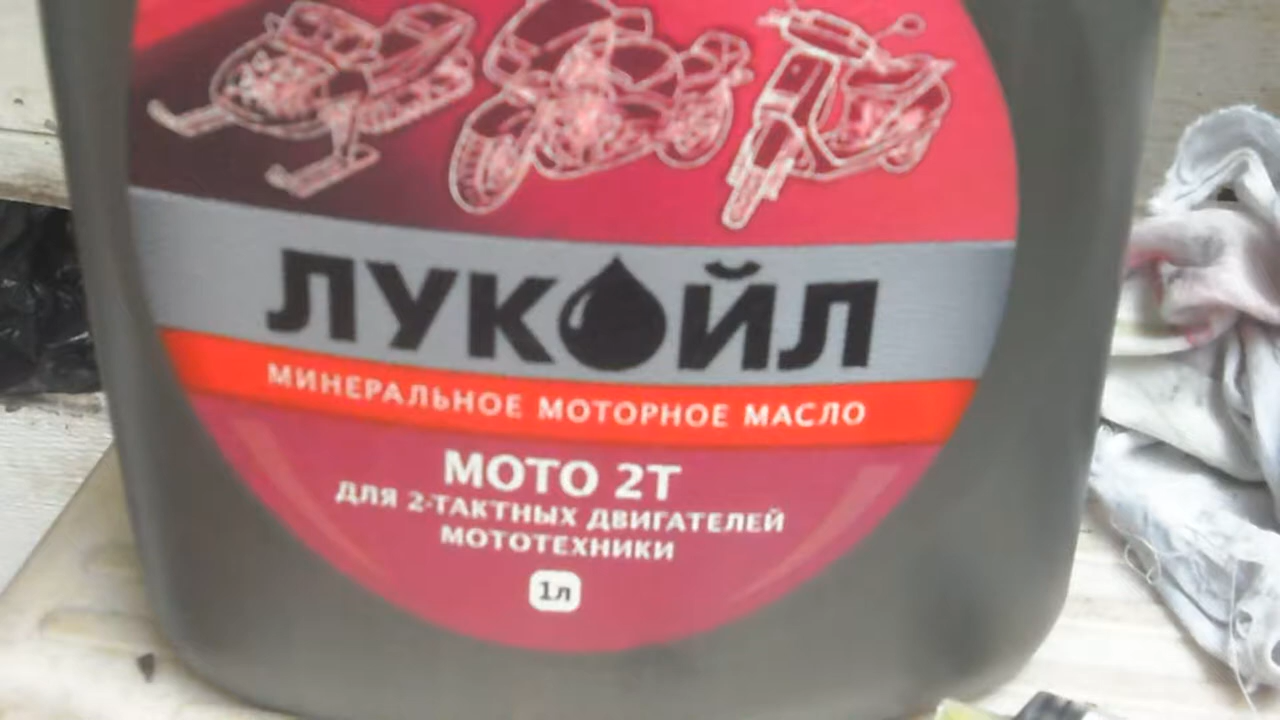 ЛУКОЙЛ
МИНЕРАЛЬНОЕ МОТОРНОЕ МАСЛО
МОТО 2Т
ДЛЯ 2-ТАКТНЫХ ДВИГАТЕЛЕЙ
МОТОТЕХНИКИ
1л